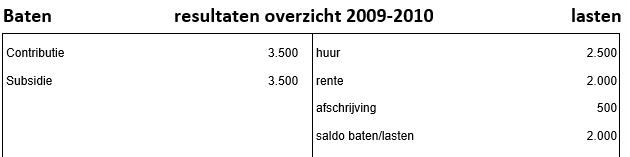 Baten resultaten overzicht 2009-2010 lasten
Contributie 3.500 huur 2.500
Subsidie 3.500 rente 2.000
afschrijving 500
saldo baten/lasten 2.000